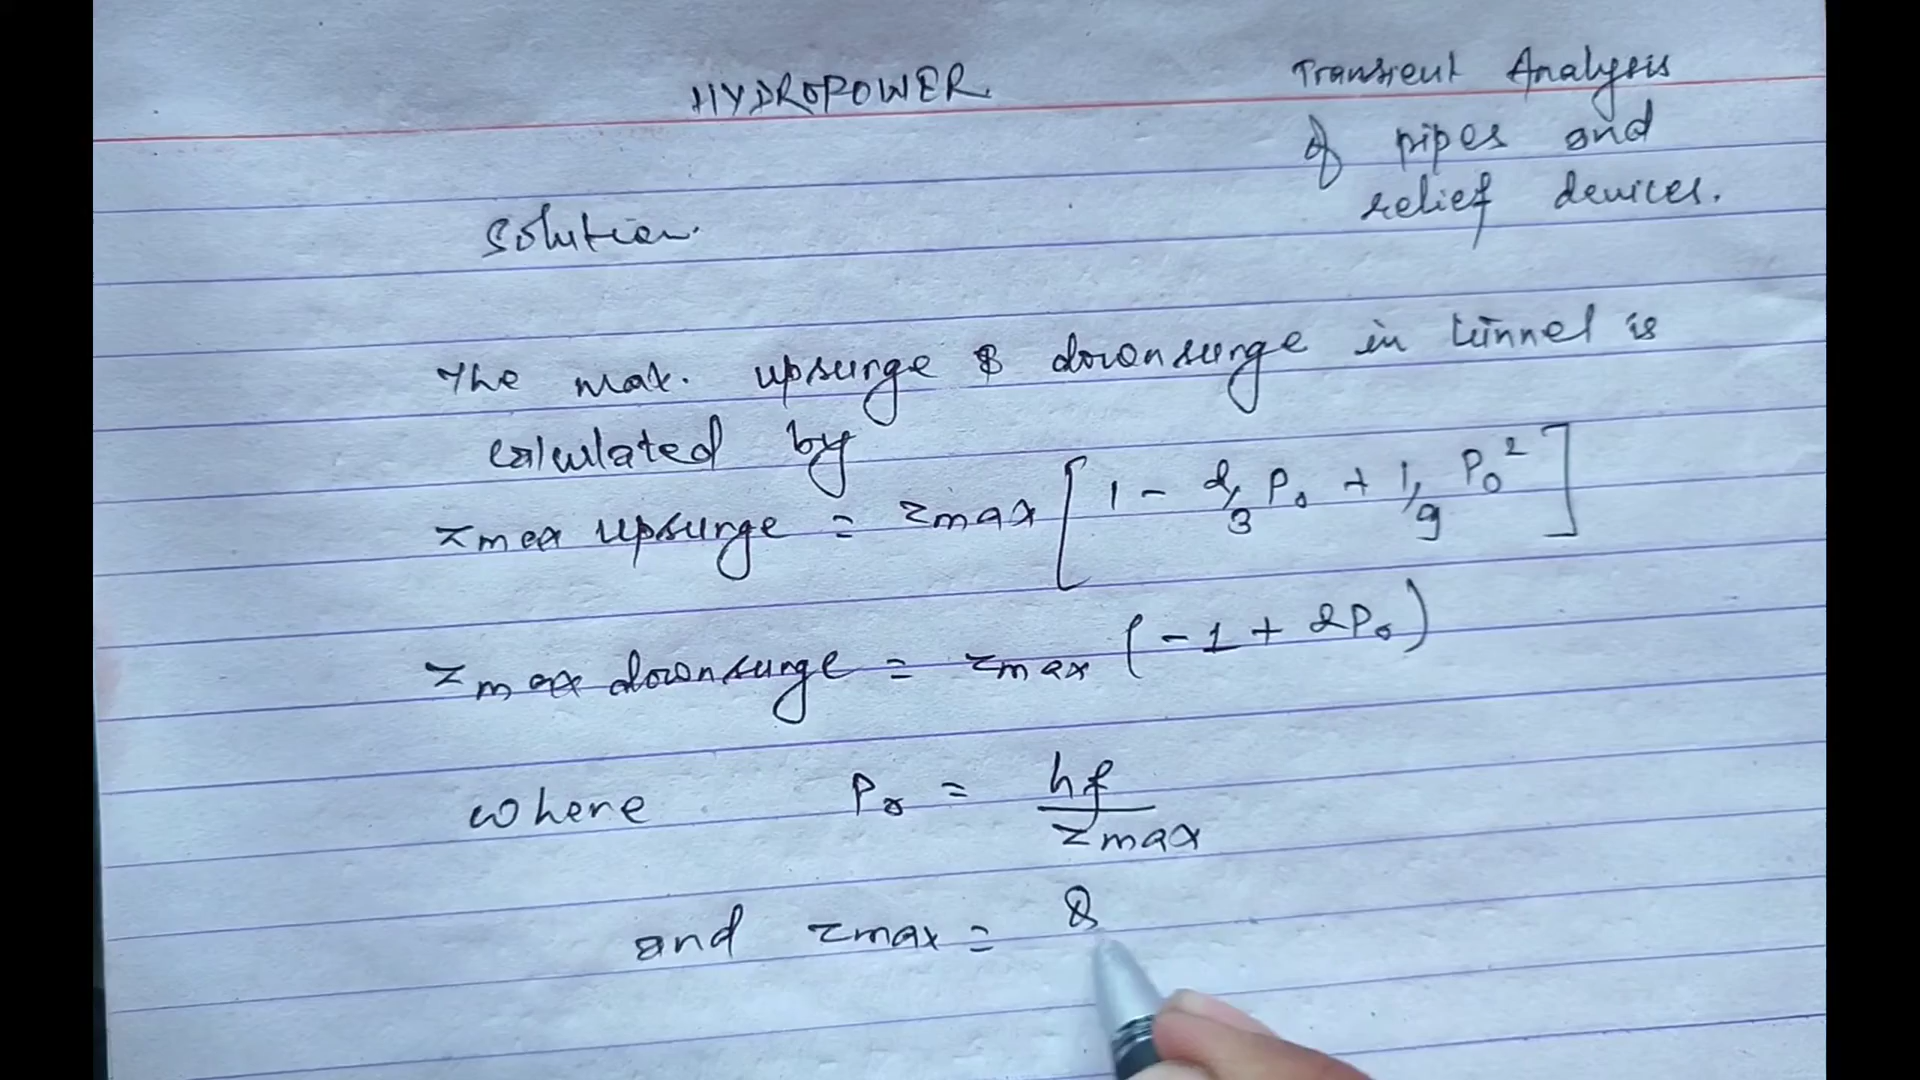 HYDROPOWER.
Transient Analysis
of pipes and
relief devices.
Solution.
The max. upsurge & downsurge in tunnel is
calculated by
zmax upsurge = zmax [1 - 2/3 P₀ + 1/9 P₀²]
zmax downsurge = zmax (-1 + 2P₀)
where P₀ = hf / zmax
and zmax = Q